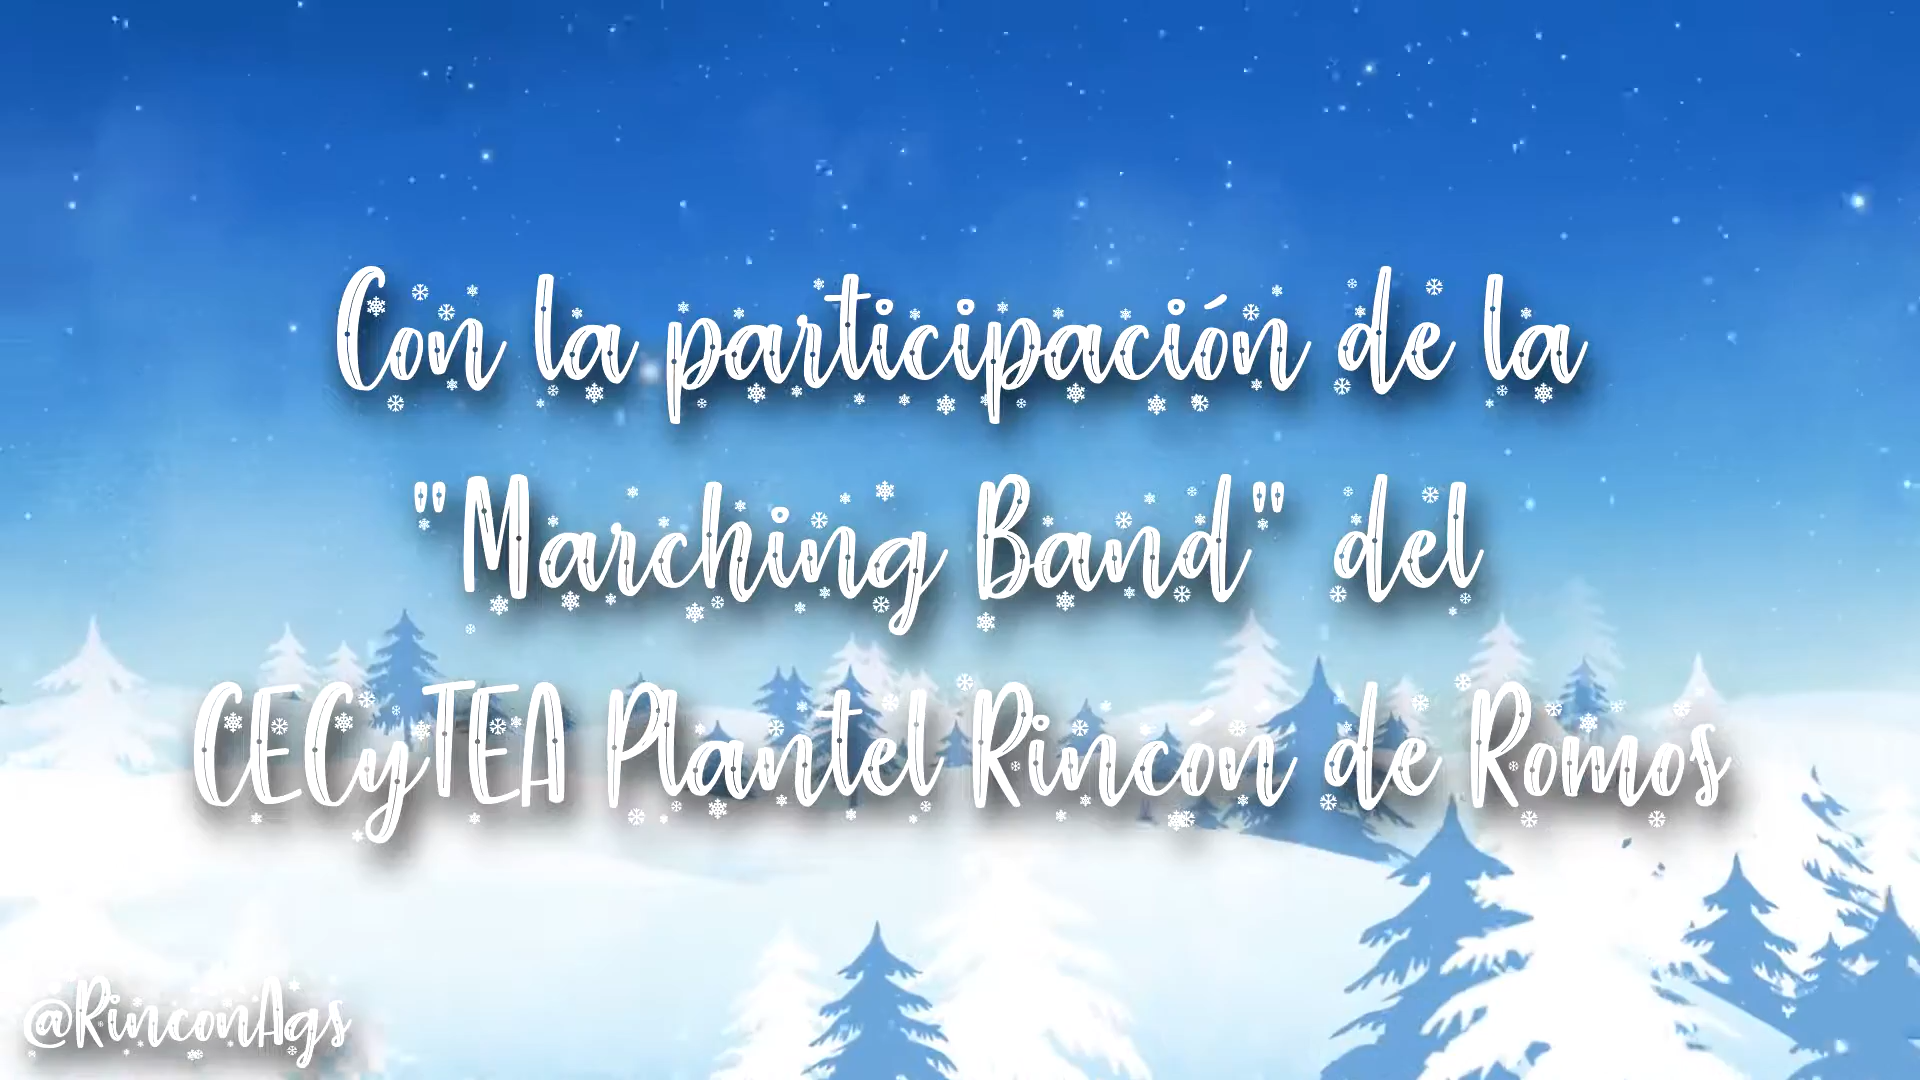 Con la participación de la
"Marching Band" del
CECyTEA Plantel Rincón de Romos
@RinconAgs